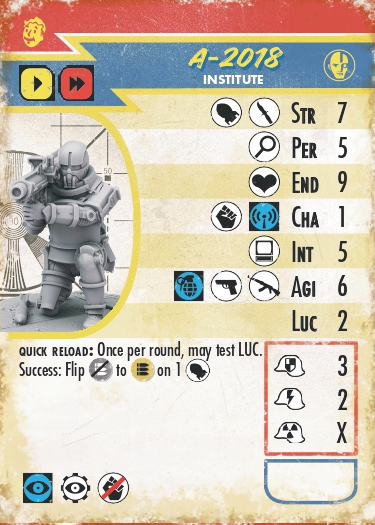 A-2018
INSTITUTE
STR 7
PER 5
END 9
CHA 1
INT 5
AGI 6
LUC 2
50
QUICK RELOAD: Once per round, may test LUC.
Success: Flip to on 1
3
2
X